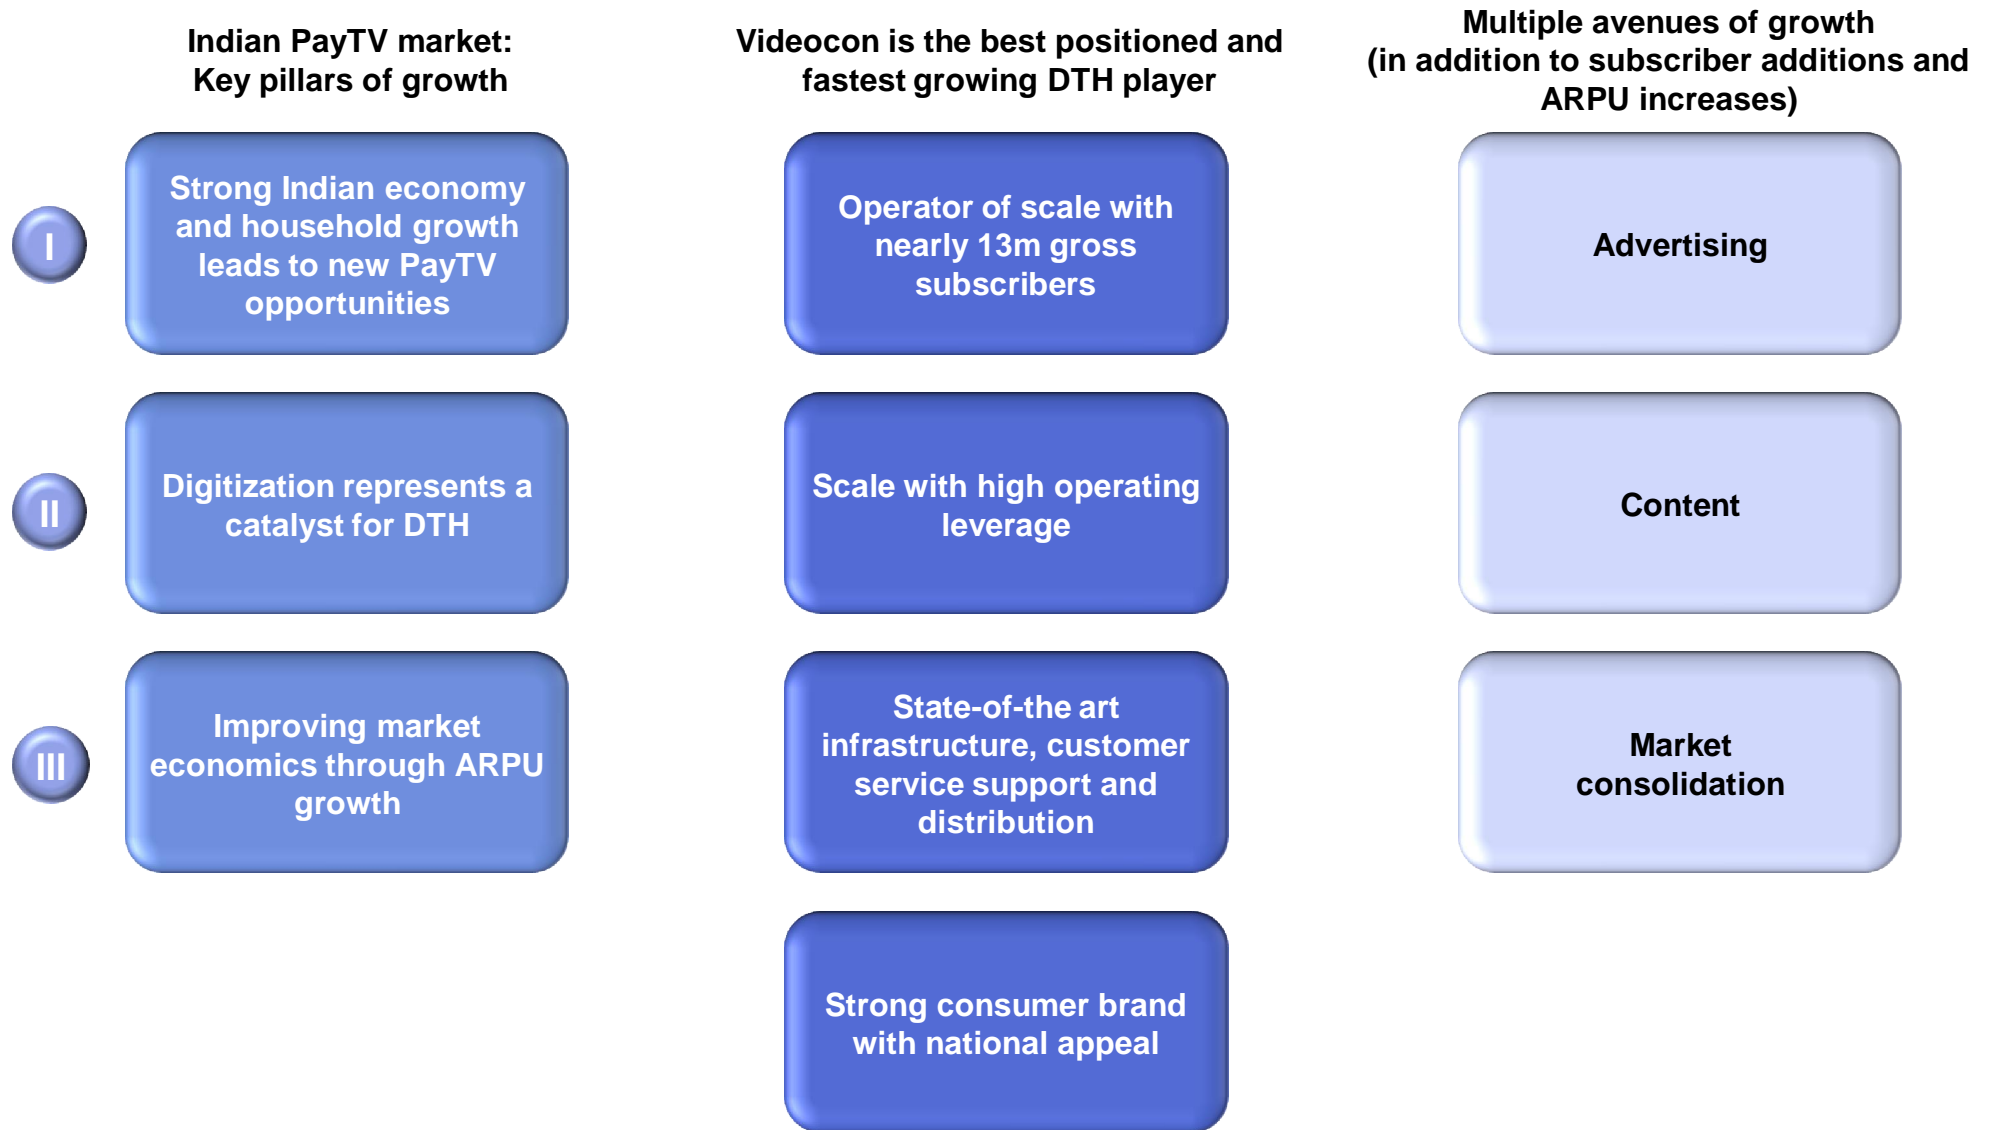 Indian PayTV market:
Key pillars of growth
Videocon is the best positioned and
fastest growing DTH player
Multiple avenues of growth
(in addition to subscriber additions and
ARPU increases)
I
Strong Indian economy
and household growth
leads to new PayTV
opportunities
Operator of scale with
nearly 13m gross
subscribers
Advertising
II
Digitization represents a
catalyst for DTH
Scale with high operating
leverage
Content
III
Improving market
economics through ARPU
growth
State-of-the art
infrastructure, customer
service support and
distribution
Market
consolidation
Strong consumer brand
with national appeal